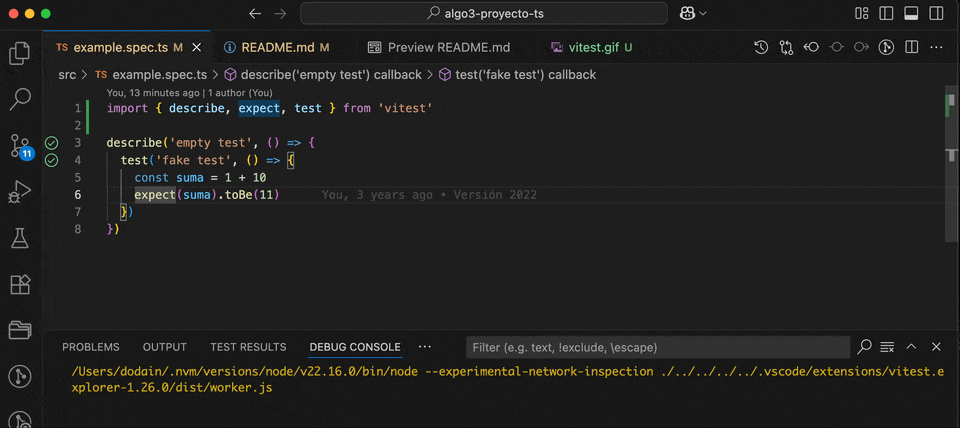 algo3-proyecto-ts
TS example.spec.ts M
README.md M
Preview README.md
vitest.gif U
src > TS example.spec.ts > describe('empty test') callback > test('fake test') callback
You, 13 minutes ago | 1 author (You)
1 import { describe, expect, test } from 'vitest'
2
3 describe('empty test', () => {
4 test('fake test', () => {
5 const suma = 1 + 10
6 expect(suma).toBe(11) You, 3 years ago • Versión 2022
7 })
8 })
11
PROBLEMS OUTPUT TEST RESULTS DEBUG CONSOLE ··· Filter (e.g. text, !exclude, \escape)
/Users/dodain/.nvm/versions/node/v22.16.0/bin/node --experimental-network-inspection ./../../../../.vscode/extensions/vitest.e
xplorer-1.26.0/dist/worker.js